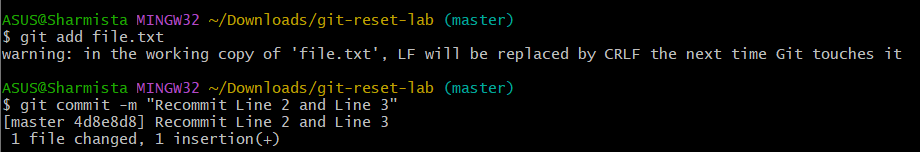 ASUS@Sharmista MINGW32 ~/Downloads/git-reset-lab (master)
$ git add file.txt
warning: in the working copy of 'file.txt', LF will be replaced by CRLF the next time Git touches it
ASUS@Sharmista MINGW32 ~/Downloads/git-reset-lab (master)
$ git commit -m "Recommit Line 2 and Line 3"
[master 4d8e8d8] Recommit Line 2 and Line 3
 1 file changed, 1 insertion(+)